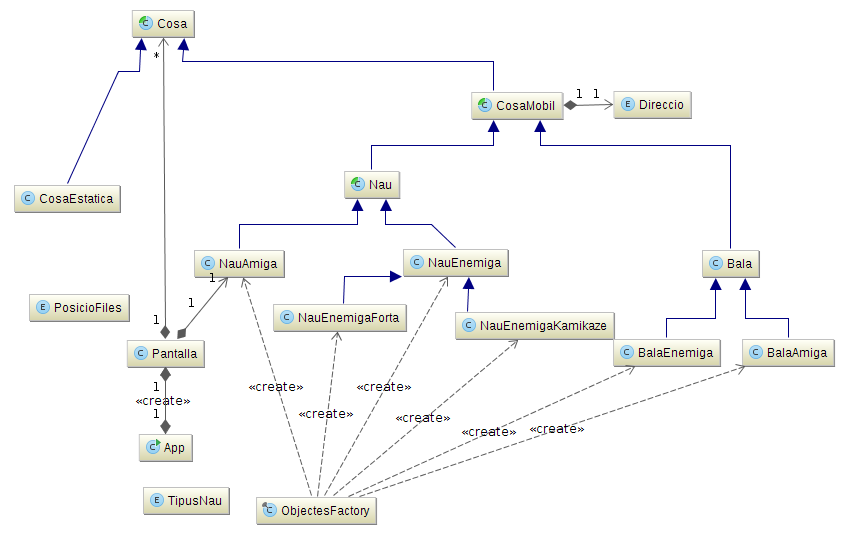 C Cosa
*
C CosaMobil
1 1
E Direccio
C CosaEstatica
C Nau
C NauAmiga
1
C NauEnemiga
C Bala
E PosicioFiles
1
1
C NauEnemigaForta
C NauEnemigaKamikaze
C Pantalla
C BalaEnemiga
C BalaAmiga
1
«create»
1
«create»
«create»
«create»
«create»
«create»
«create»
C App
E TipusNau
C ObjectesFactory